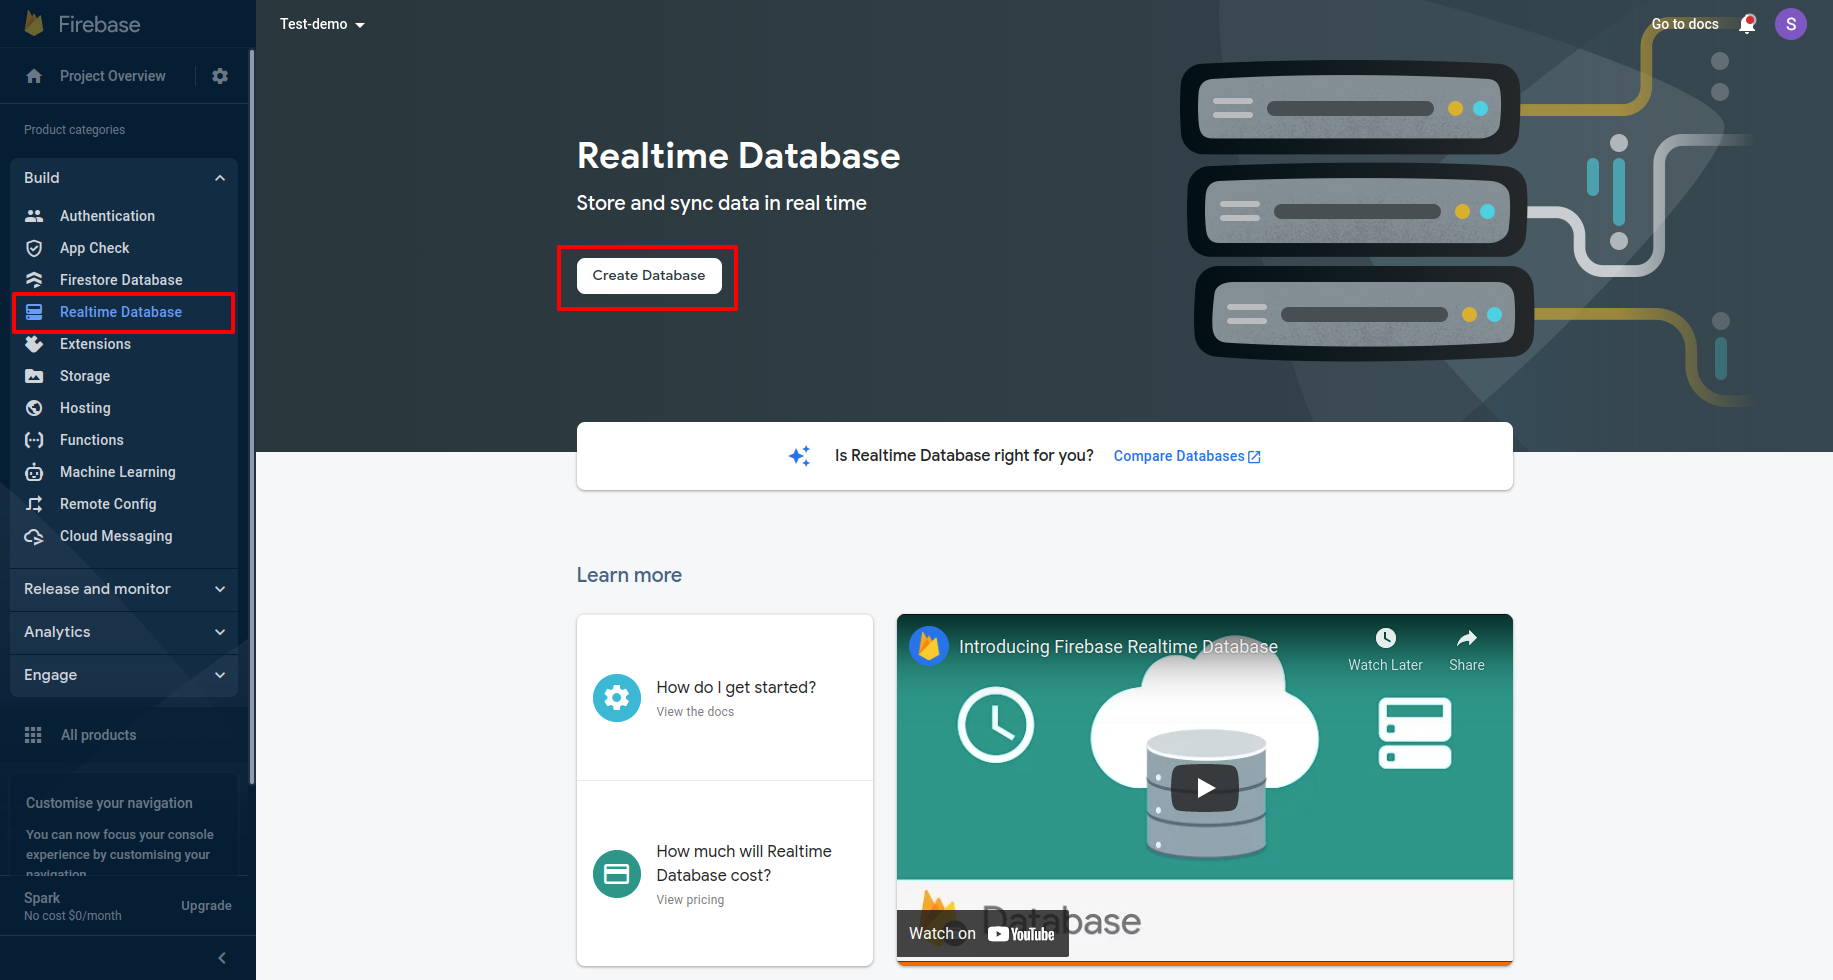 Firebase
Project Overview
Product categories
Build
Authentication
App Check
Firestore Database
Realtime Database
Extensions
Storage
Hosting
Functions
Machine Learning
Remote Config
Cloud Messaging
Release and monitor
Analytics
Engage
All products
Customise your navigation
You can now focus your console
experience by customising your
navigation
Spark
No cost $0/month
Upgrade
Test-demo
Go to docs
S
Realtime Database
Store and sync data in real time
Create Database
Is Realtime Database right for you?
Compare Databases
Learn more
How do I get started?
View the docs
How much will Realtime
Database cost?
View pricing
Introducing Firebase Realtime Database
Watch Later
Share
Database
Watch on YouTube